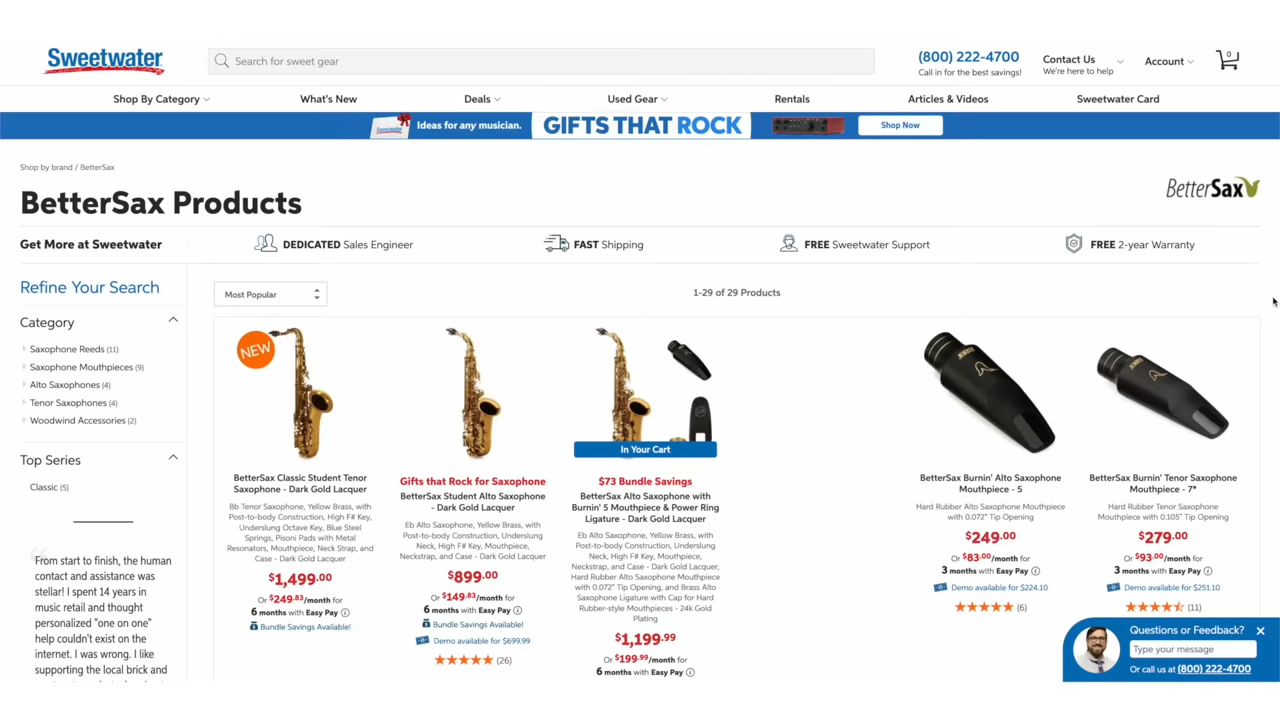 Sweetwater
Search for sweet gear
(800) 222-4700
Call in for the best savings!
Contact Us
We're here to help
Account
0
Shop By Category
What's New
Deals
Used Gear
Rentals
Articles & Videos
Sweetwater Card
Ideas for any musician.
GIFTS THAT ROCK
Shop Now
Shop by brand / BetterSax
BetterSax Products
BetterSax
Get More at Sweetwater
DEDICATED Sales Engineer
FAST Shipping
FREE Sweetwater Support
FREE 2-year Warranty
Refine Your Search
Category
Saxophone Reeds (11)
Saxophone Mouthpieces (9)
Alto Saxophones (4)
Tenor Saxophones (4)
Woodwind Accessories (2)
Top Series
Classic (5)
From start to finish, the human
contact and assistance was
stellar! I spent 14 years in
music retail and thought
personalized "one on one"
help couldn't exist on the
internet. I was wrong. I like
supporting the local brick and
Most Popular
1-29 of 29 Products
NEW
BetterSax Classic Student Tenor
Saxophone - Dark Gold Lacquer
Bb Tenor Saxophone, Yellow Brass, with
Post-to-body Construction, High F# Key,
Underslung Octave Key, Blue Steel
Springs, Pisoni Pads with Metal
Resonators, Mouthpiece, Neck Strap, and
Case - Dark Gold Lacquer
$1,499.00
Or $249.83/month for
6 months with Easy Pay
Bundle Savings Available!
Gifts that Rock for Saxophone
BetterSax Student Alto Saxophone
- Dark Gold Lacquer
Eb Alto Saxophone, Yellow Brass, with
Post-to-body Construction, Underslung
Neck, High F# Key, Mouthpiece,
Neckstrap, and Case - Dark Gold Lacquer
$899.00
Or $149.83/month for
6 months with Easy Pay
Bundle Savings Available!
Demo available for $699.99
(26)
In Your Cart
$73 Bundle Savings
BetterSax Alto Saxophone with
Burnin' 5 Mouthpiece & Power Ring
Ligature - Dark Gold Lacquer
Eb Alto Saxophone, Yellow Brass, with
Post-to-body Construction, Underslung
Neck, High F# Key, Mouthpiece,
Neckstrap, and Case - Dark Gold Lacquer,
Hard Rubber Alto Saxophone Mouthpiece
with 0.072" Tip Opening, and Brass Alto
Saxophone Ligature with Cap for Hard
Rubber-style Mouthpieces - 24k Gold
Plating
$1,199.99
Or $199.99/month for
6 months with Easy Pay
BetterSax Burnin' Alto Saxophone
Mouthpiece - 5
Hard Rubber Alto Saxophone Mouthpiece
with 0.072" Tip Opening
$249.00
Or $83.00/month for
3 months with Easy Pay
Demo available for $224.10
(6)
BetterSax Burnin' Tenor Saxophone
Mouthpiece - 7*
Hard Rubber Tenor Saxophone
Mouthpiece with 0.105" Tip Opening
$279.00
Or $93.00/month for
3 months with Easy Pay
Demo available for $251.10
(11)
Questions or Feedback?
Type your message
Or call us at (800) 222-4700